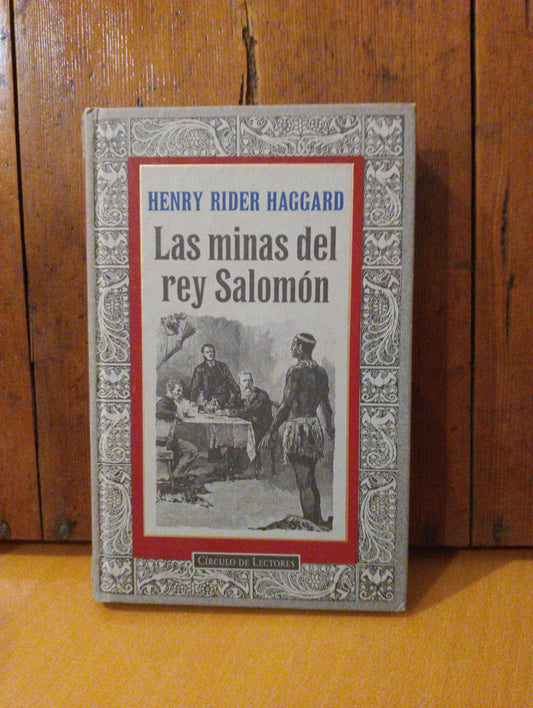 HENRY RIDER HAGGARD
Las minas del
rey Salomón
CÍRCULO DE LECTORES